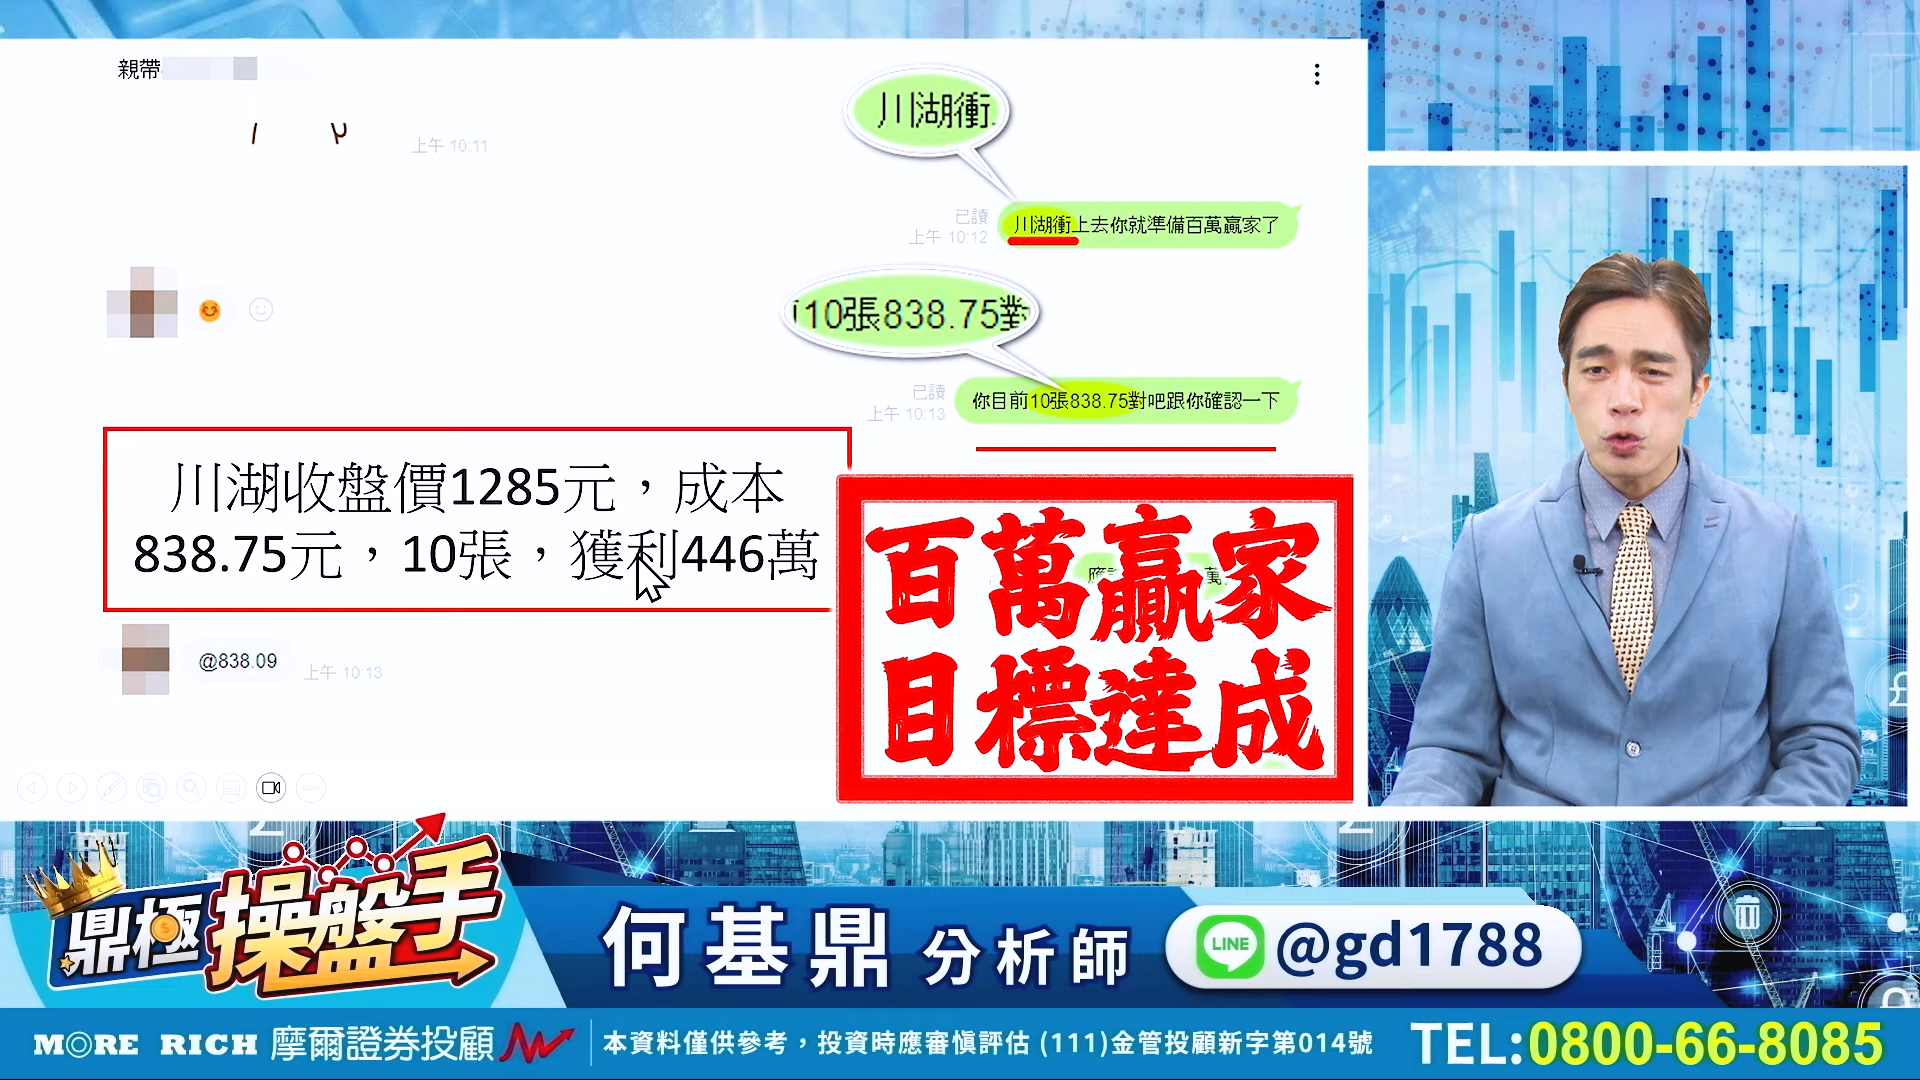 親帶
上午 10:11
川湖衝
已讀
上午 10:12
川湖衝上去你就準備百萬贏家了
10張838.75對
已讀
上午 10:13
你目前10張838.75對吧跟你確認一下
川湖收盤價1285元，成本
838.75元，10張，獲利446萬
百萬贏家
目標達成
@838.09
上午 10:13
鼎極操盤手
何基鼎 分析師
LINE @gd1788
MORE RICH 摩爾證券投顧
本資料僅供參考，投資時應審慎評估 (111)金管投顧新字第014號
TEL:0800-66-8085